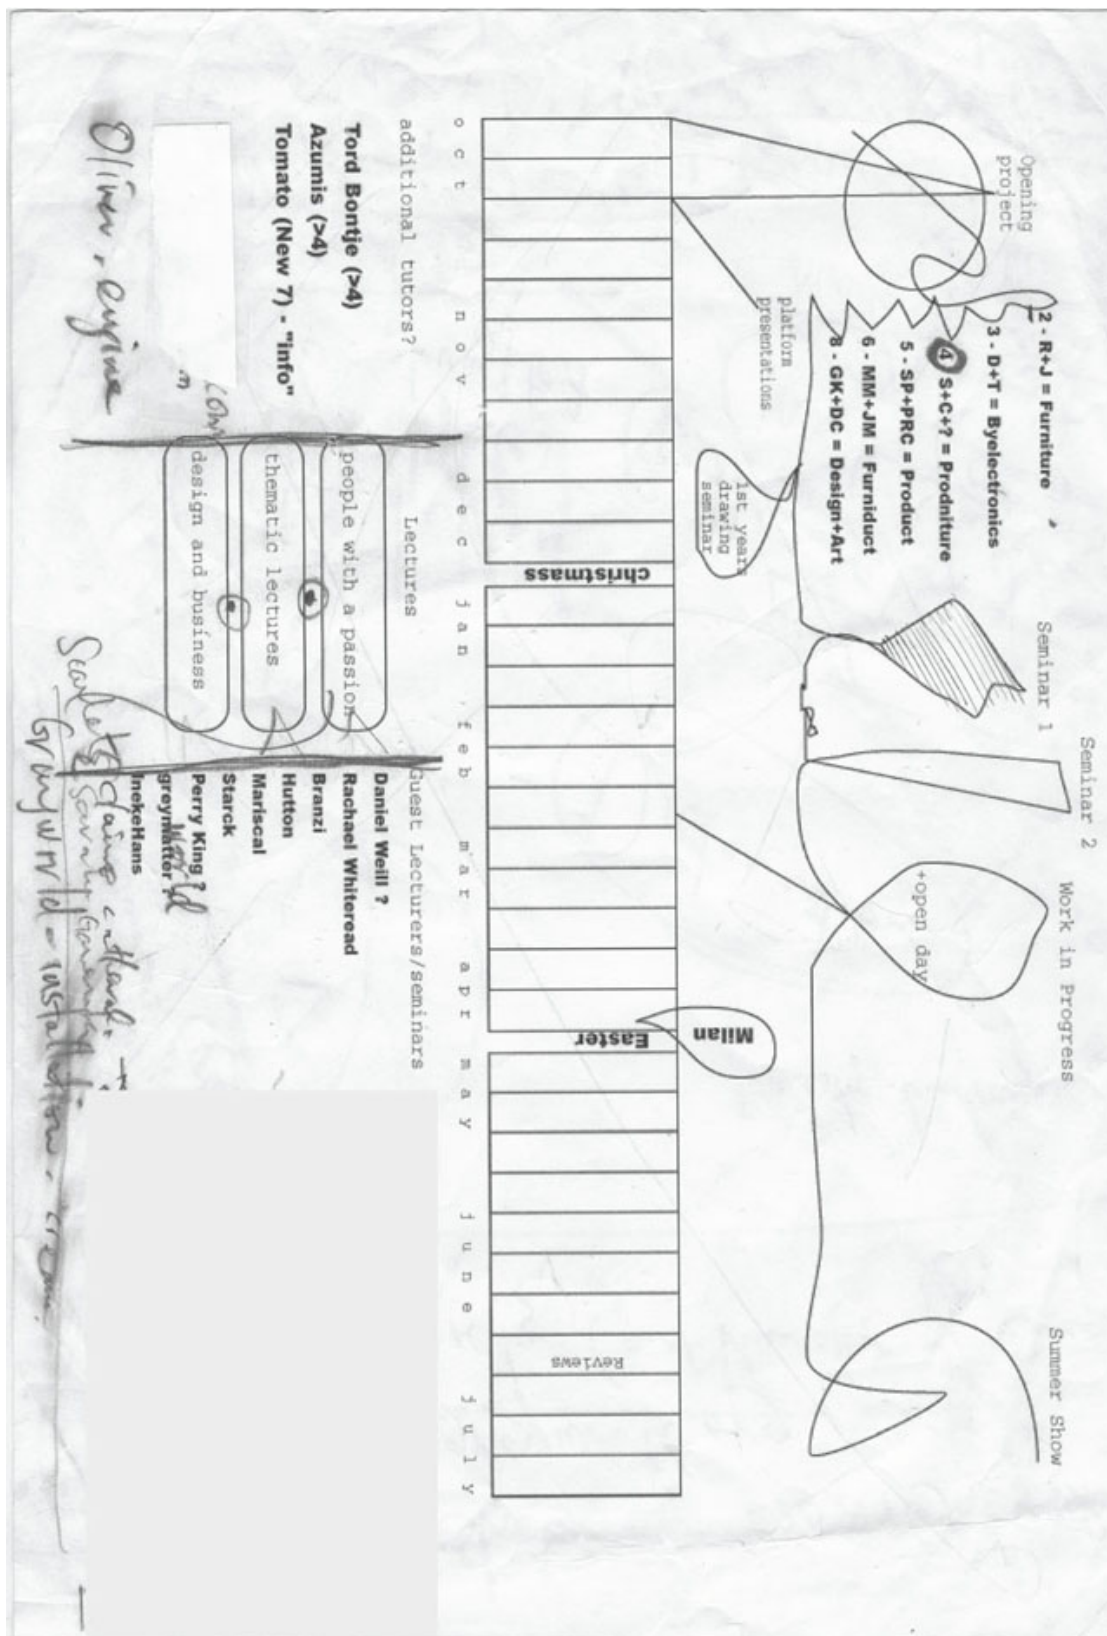 Opening
project
12 - R+J = Furniture
3 - D+T = Byelectronics
4 S+C+? = Prodniture
5 - SP+PRC = Product
6 - MM+JM = Furniduct
8 - GK+DC = Design+Art
Seminar 1
Seminar 2
Work in Progress
+open day
Summer Show
platform
presentations
1st years
drawing
seminar
Milan
christmass
Easter
Reviews
oct nov dec jan feb mar apr may june july
additional tutors?
Tord Bontje (>4)
Azumis (>4)
Tomato (New 7) - "info"
Lectures
people with a passion
thematic lectures
design and business
Guest Lecturers/seminars
Daniel Weill ?
Rachael Whiteread
Branzi
Hutton
Mariscal
Starck
Perry King ?
greymatter ?
world
InekeHans
Oliver